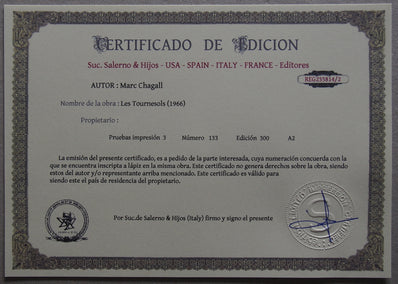 CERTIFICADO DE EDICION
Suc. Salerno & Hijos - USA - SPAIN - ITALY - FRANCE - Editores
REG233814/2
AUTOR : Marc Chagall
Nombre de la obra : Les Tournesols (1966)
Propietario :
Pruebas impresión 3 Número 133 Edición 300 A2
La emisión del presente certificado, es a pedido de la parte interesada, cuya numeración concuerda con la
que se encuentra inscripta a lápiz en la misma obra. Este certificado no genera derechos sobre la obra, siendo
estos del autor y/o representante arriba mencionado. Este certificado es válido para
siendo este el país de residencia del propietario.
Por Suc.de Salerno & Hijos (Italy) firmo y signo el presente